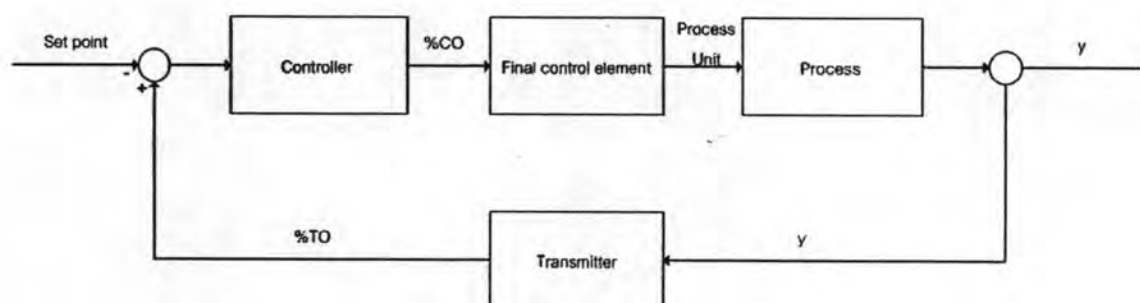 Set point
-
+
Controller
%CO
Final control element
Process
Unit
Process
y
%TO
Transmitter
y